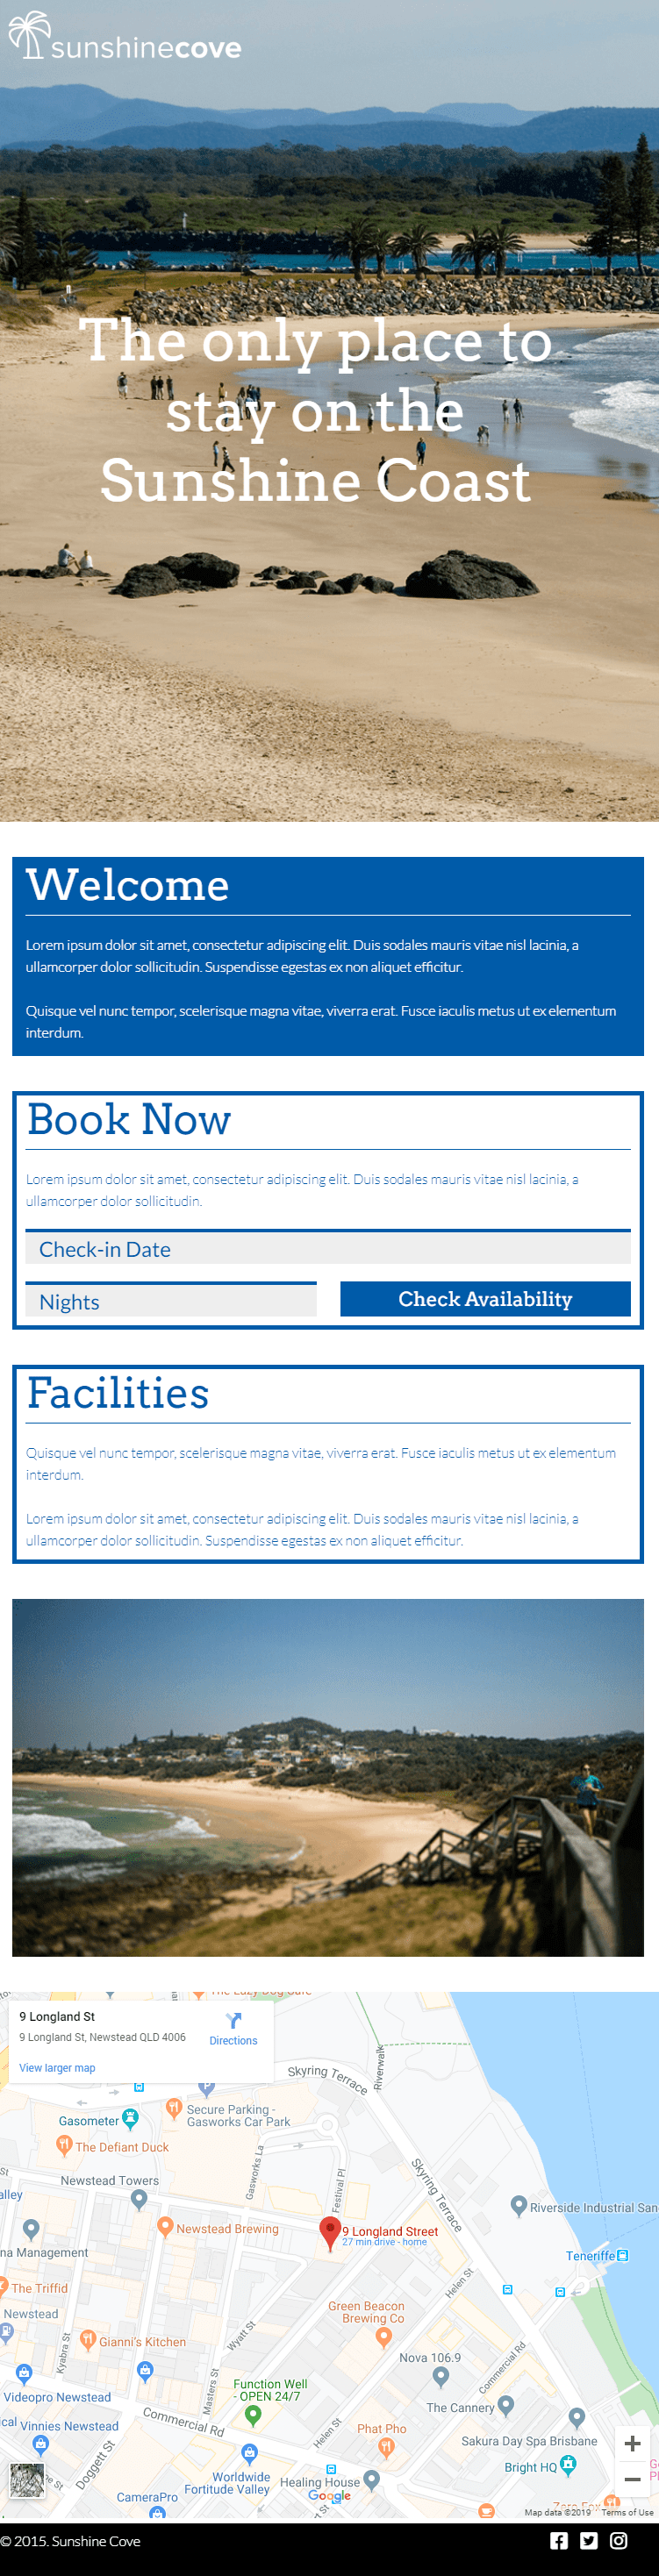 sunshinecove
The only place to
stay on the
Sunshine Coast
Welcome
Lorem ipsum dolor sit amet, consectetur adipiscing elit. Duis sodales mauris vitae nisl lacinia, a
ullamcorper dolor sollicitudin. Suspendisse egestas ex non aliquet efficitur.
Quisque vel nunc tempor, scelerisque magna vitae, viverra erat. Fusce iaculis metus ut ex elementum
interdum.
Book Now
Lorem ipsum dolor sit amet, consectetur adipiscing elit. Duis sodales mauris vitae nisl lacinia, a
ullamcorper dolor sollicitudin.
Check-in Date
Nights
Check Availability
Facilities
Quisque vel nunc tempor, scelerisque magna vitae, viverra erat. Fusce iaculis metus ut ex elementum
interdum.
Lorem ipsum dolor sit amet, consectetur adipiscing elit. Duis sodales mauris vitae nisl lacinia, a
ullamcorper dolor sollicitudin. Suspendisse egestas ex non aliquet efficitur.
The Lazy Dog Cafe
9 Longland St
9 Longland St, Newstead QLD 4006
Directions
View larger map
Skyring Terrace
Riverwalk
Secure Parking -
Gasworks Car Park
Gasometer
The Defiant Duck
Gasworks La
Festival Pl
Skyring Terrace
Newstead Towers
St
alley
Riverside Industrial San
Newstead Brewing
9 Longland Street
27 min drive - home
na Management
Teneriffe
The Triffid
Helen St
Green Beacon
Brewing Co
Newstead
Kyabra St
Gianni's Kitchen
Wyatt St
Nova 106.9
Commercial Rd
Masters St
Function Well
- OPEN 24/7
Videopro Newstead
The Cannery
ical
Vinnies Newstead
Commercial Rd
Helen St
Phat Pho
Sakura Day Spa Brisbane
Doggett St
Worldwide
Fortitude Valley
Healing House
Bright HQ
CameraPro
Google
Map data ©2019
Terms of Use
© 2015. Sunshine Cove